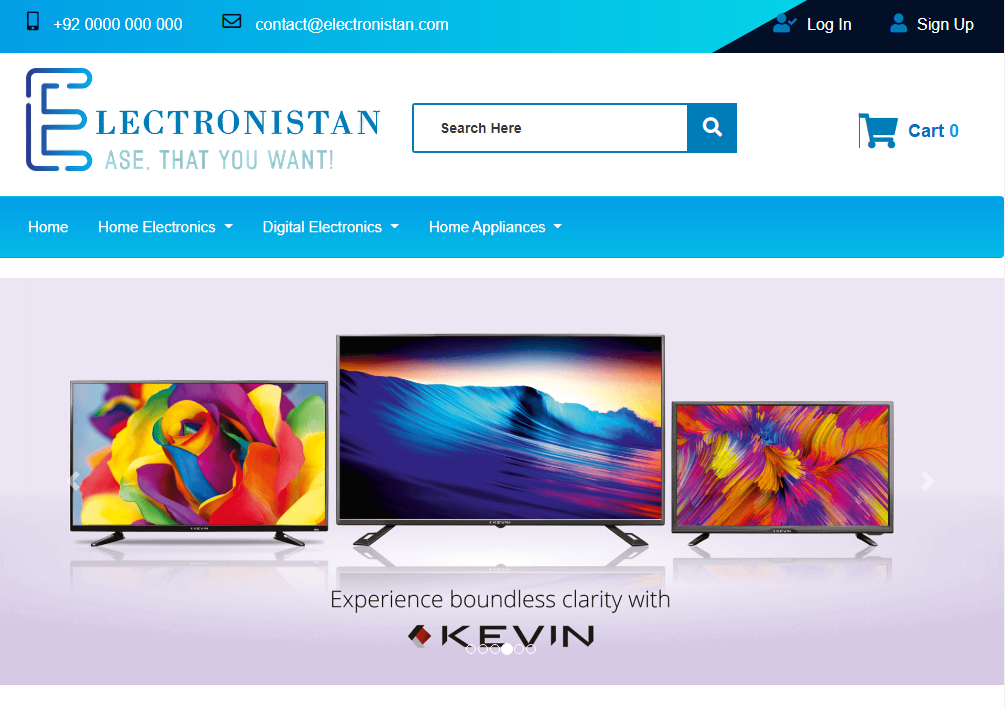 +92 0000 000 000
contact@electronistan.com
Log In
Sign Up
ELECTRONISTAN
EASE, THAT YOU WANT!
Search Here
Cart 0
Home
Home Electronics
Digital Electronics
Home Appliances
KEVIN
KEVIN
KEVIN
Experience boundless clarity with
KEVIN